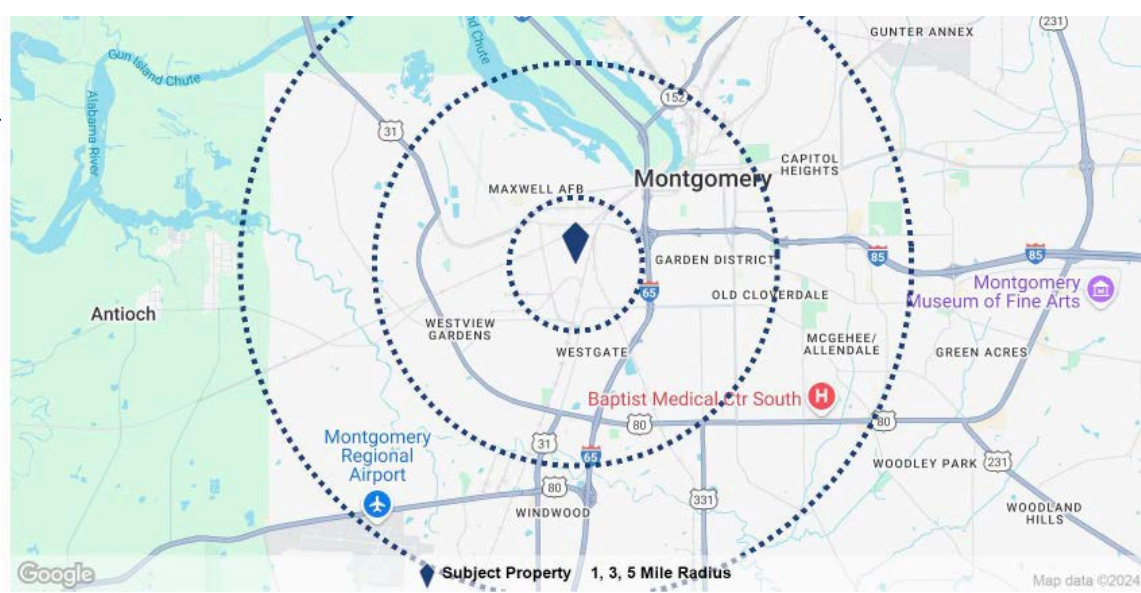 231
GUNTER ANNEX
Gun Island Chute
Chute
Alabama River
152
31
CAPITOL
HEIGHTS
Montgomery
MAXWELL AFB
85
85
GARDEN DISTRICT
Montgomery
Museum of Fine Arts
65
OLD CLOVERDALE
Antioch
WESTVIEW
GARDENS
MCGEHEE/
ALLENDALE
WESTGATE
GREEN ACRES
Baptist Medical Ctr South
H
80
80
Montgomery
Regional
Airport
31
65
WOODLEY PARK
231
80
331
WINDWOOD
WOODLAND
HILLS
Google
Subject Property 1, 3, 5 Mile Radius
Map data ©2024